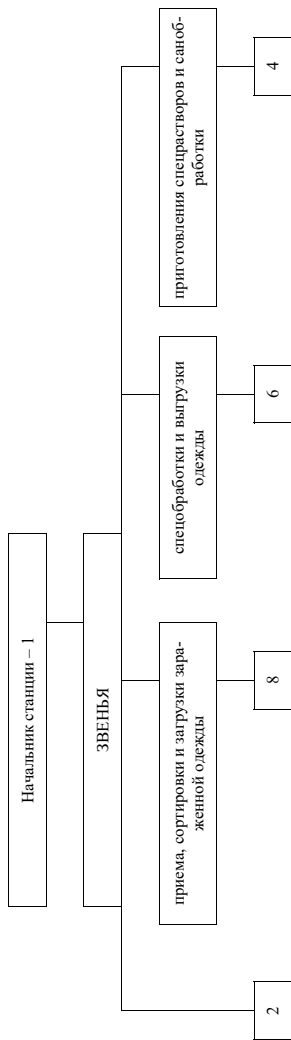 Начальник станции – 1
ЗВЕНЬЯ
приема, сортировки и загрузки зара-
женной одежды
спецобработки и выгрузки
одежды
приготовления спецрастворов и саноб-
работки
2
8
6
4